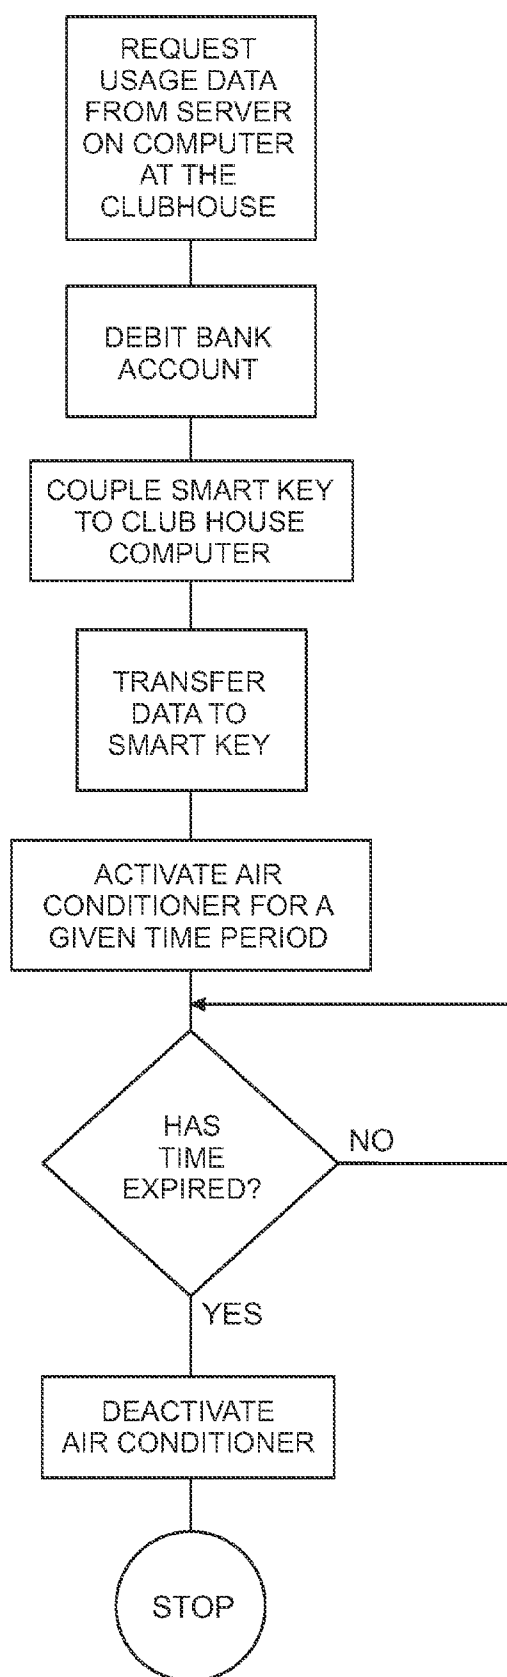 REQUEST
USAGE DATA
FROM SERVER
ON COMPUTER
AT THE
CLUBHOUSE
DEBIT BANK
ACCOUNT
COUPLE SMART KEY
TO CLUB HOUSE
COMPUTER
TRANSFER
DATA TO
SMART KEY
ACTIVATE AIR
CONDITIONER FOR A
GIVEN TIME PERIOD
HAS
TIME
EXPIRED?
NO
YES
DEACTIVATE
AIR CONDITIONER
STOP